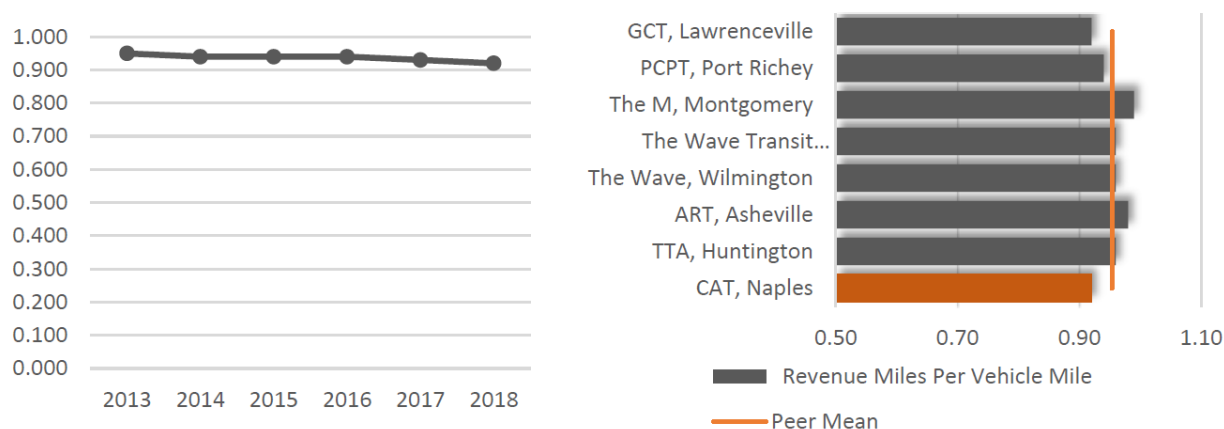 1.000
0.900
0.800
0.700
0.600
0.500
0.400
0.300
0.200
0.100
0.000
2013 2014 2015 2016 2017 2018
GCT, Lawrenceville
PCPT, Port Richey
The M, Montgomery
The Wave Transit...
The Wave, Wilmington
ART, Asheville
TTA, Huntington
CAT, Naples
0.50 0.70 0.90 1.10
Revenue Miles Per Vehicle Mile
Peer Mean